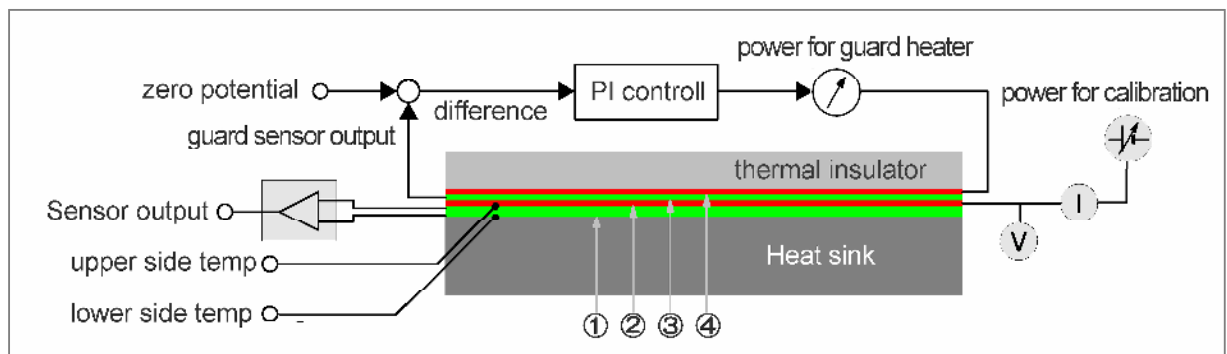 power for guard heater
zero potential
PI controll
power for calibration
difference
guard sensor output
thermal insulator
Sensor output
I
V
upper side temp
Heat sink
lower side temp
① ② ③ ④